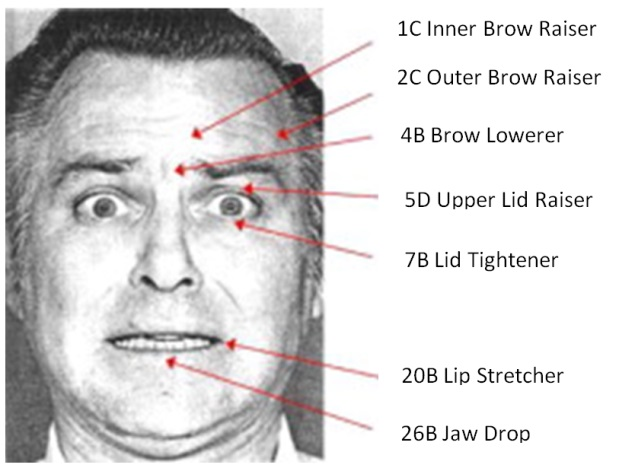 1C Inner Brow Raiser
2C Outer Brow Raiser
4B Brow Lowerer
5D Upper Lid Raiser
7B Lid Tightener
20B Lip Stretcher
26B Jaw Drop